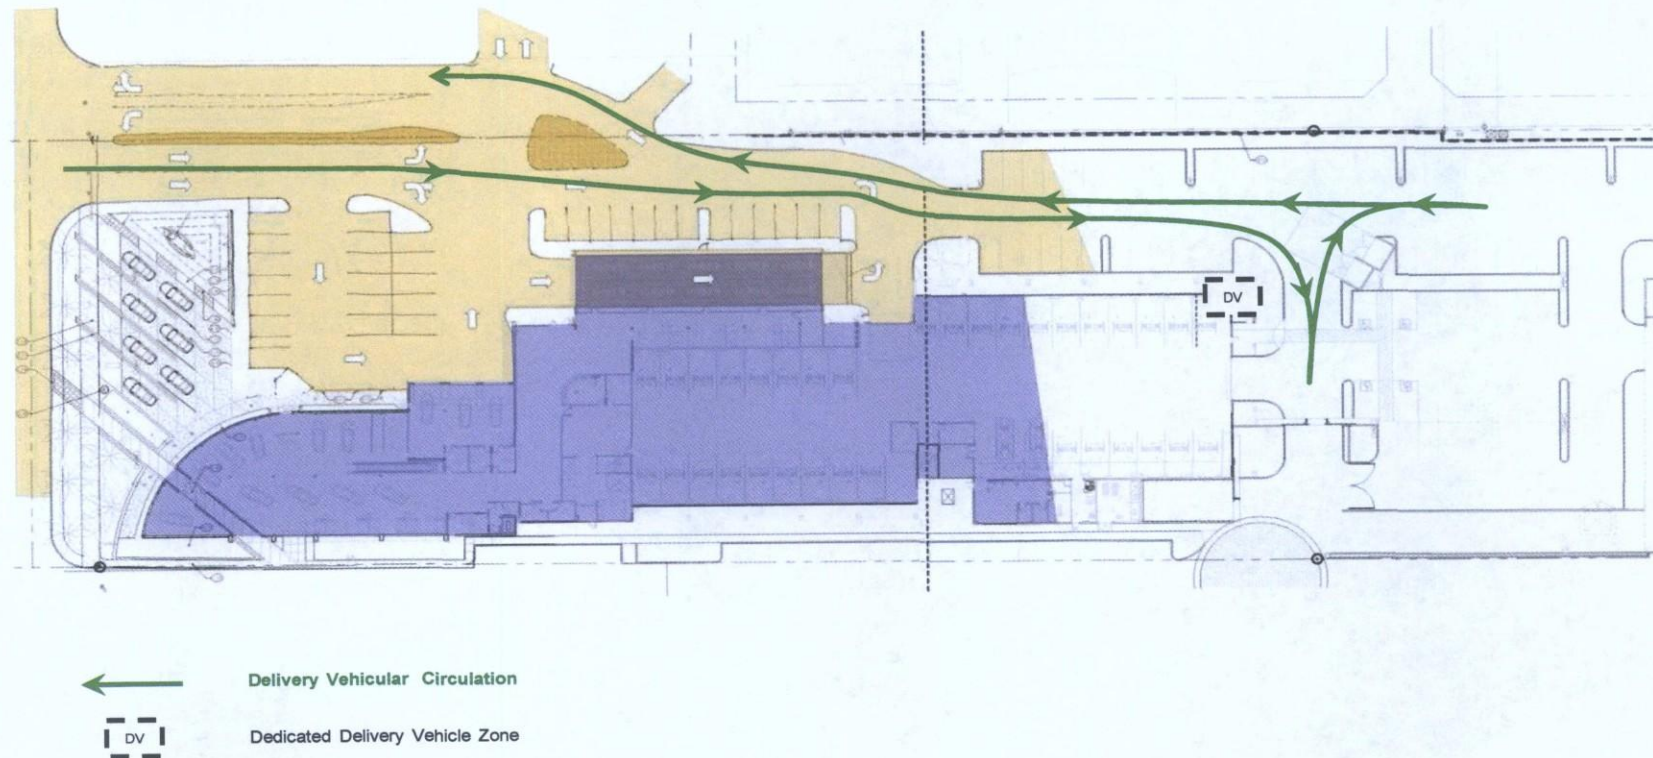 DV
Delivery Vehicular Circulation
DV
Dedicated Delivery Vehicle Zone